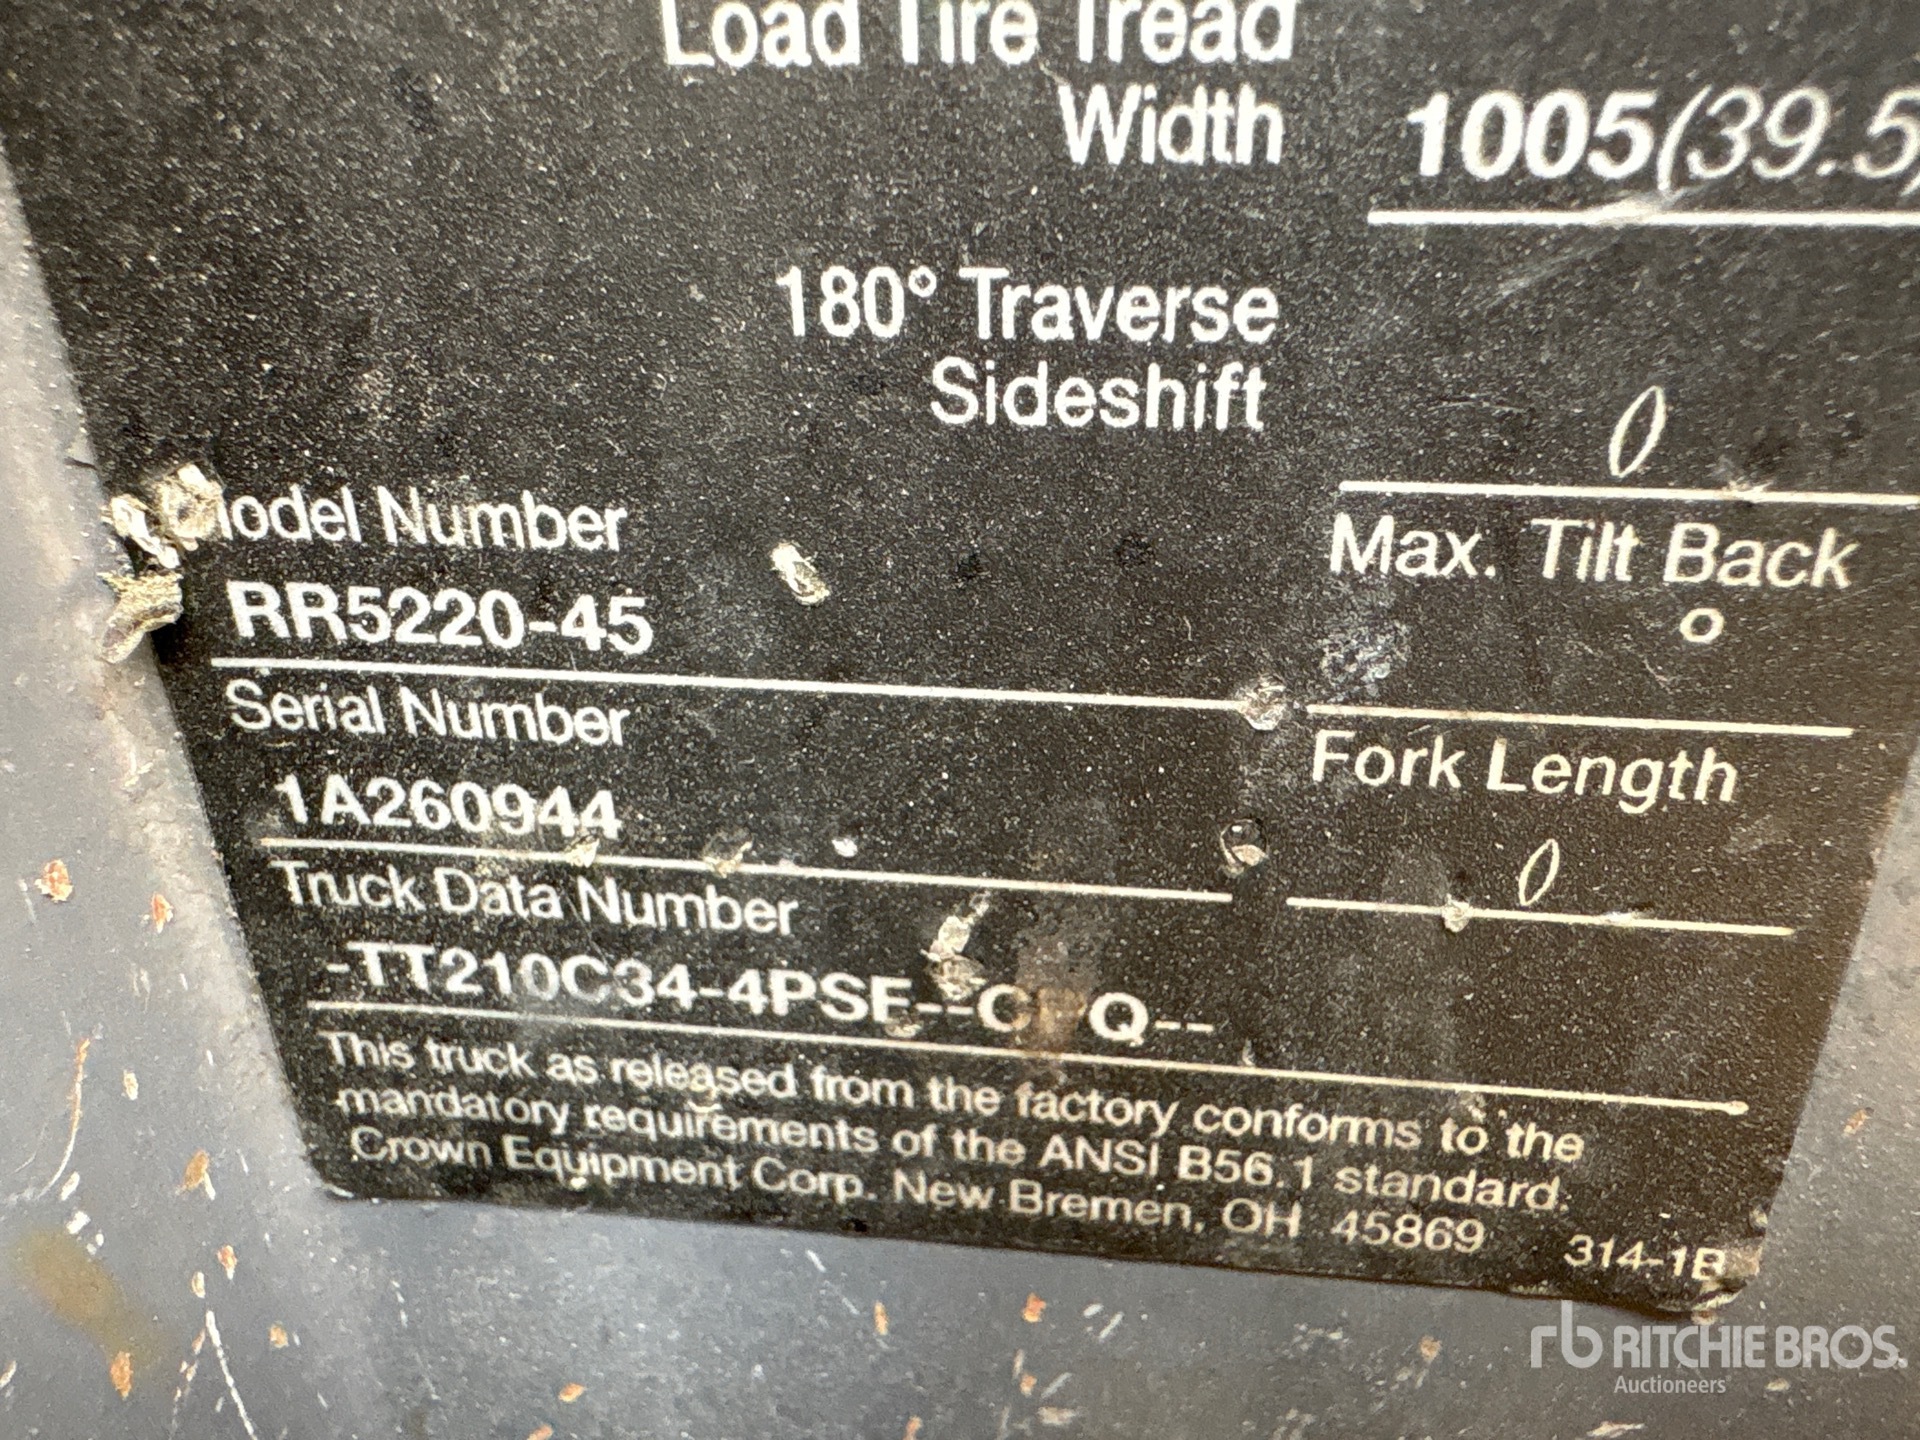 Load Tire Tread
Width
1005(39.5)
180° Traverse
Sideshift
0
Model Number
RR5220-45
Max. Tilt Back
o
Serial Number
1A260944
Fork Length
0
Truck Data Number
-TT210C34-4PSF--C Q--
This truck as released from the factory conforms to the
mandatory requirements of the ANSI B56.1 standard.
Crown Equipment Corp. New Bremen, OH 45869
314-1B
rb RITCHIE BROS.
Auctioneers